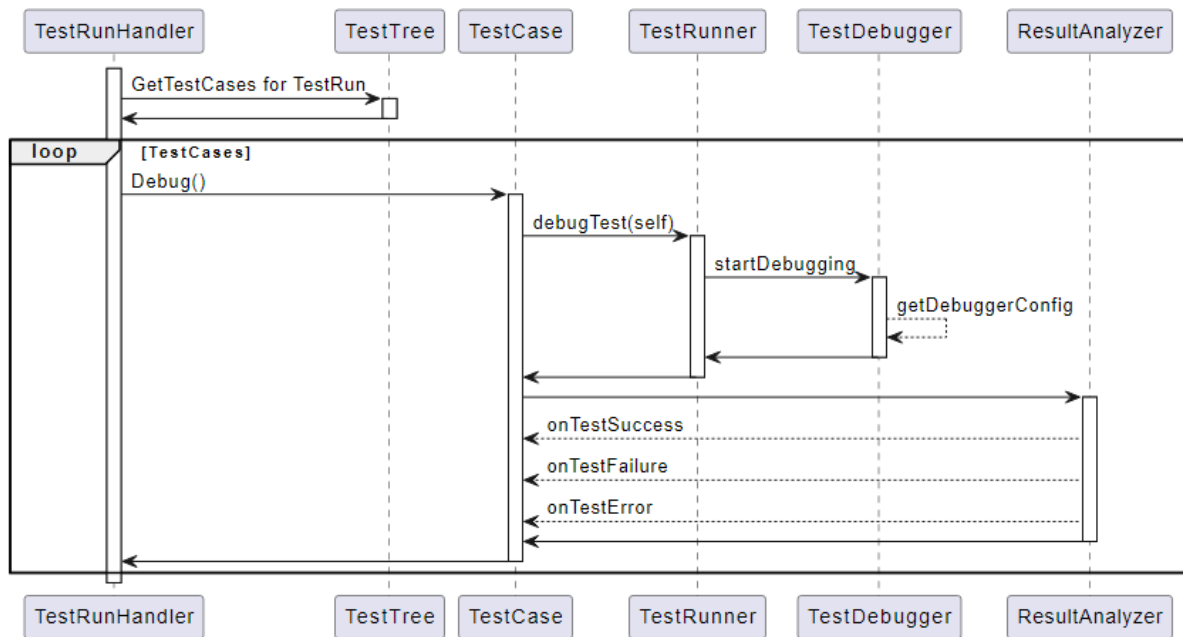 TestRunHandler
TestTree
TestCase
TestRunner
TestDebugger
ResultAnalyzer
GetTestCases for TestRun
loop
[TestCases]
Debug()
debugTest(self)
startDebugging
getDebuggerConfig
onTestSuccess
onTestFailure
onTestError
TestRunHandler
TestTree
TestCase
TestRunner
TestDebugger
ResultAnalyzer